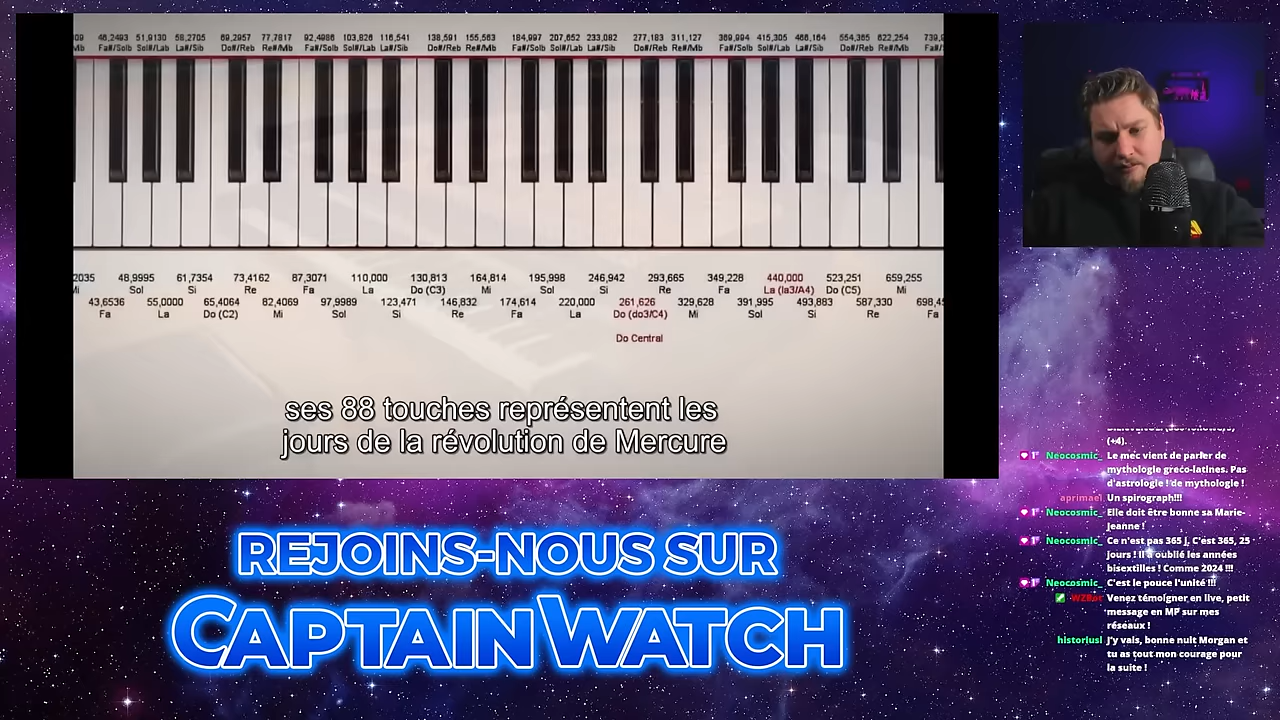 46,2493 51,9130 58,2705 69,2957 77,7817 92,4986 103,826 116,541 138,591 155,563 184,997 207,652 233,082 277,183 311,127 369,994 415,305 466,164 554,365 622,254
Fa#/Solb Sol#/Lab La#/Sib Do#/Reb Re#/Mb Fa#/Solb Sol#/Lab La#/Sib Do#/Reb Re#/Mb Fa#/Solb Sol#/Lab La#/Sib Do#/Reb Re#/Mb Fa#/Solb Sol#/Lab La#/Sib Do#/Reb Re#/Mb
48,9995 61,7354 73,4162 87,3071 110,000 130,813 164,814 195,998 246,942 293,665 349,228 440,000 523,251 659,255
Sol Si Re Fa La Do (C3) Mi Sol Si Re Fa La (la3/A4) Do (C5) Mi
43,6536 55,0000 65,4064 82,4069 97,9989 123,471 146,832 174,614 220,000 261,626 329,628 391,995 493,883 587,330
Fa La Do (C2) Mi Sol Si Re Fa La Do (do3/C4) Mi Sol Si Re Fa
Do Central
ses 88 touches représentent les
jours de la révolution de Mercure
REJOINS-NOUS SUR
CAPTAINWATCH
(+4).
Neocosmic_ Le mec vient de parler de
mythologie greco-latines. Pas
d'astrologie ! de mythologie !
aprimael Un spirograph!!!
Neocosmic_ Elle doit être bonne sa Marie-
Jeanne !
Neocosmic_ Ce n'est pas 365 j. C'ést 365, 25
jours ! Il a oublié les années
bisextilles ! Comme 2024 !!!
Neocosmic_ C'est le pouce l'unité !!!
Venez témoigner en live, petit
message en MP sur mes
réseaux !
historiusl J'y vais, bonne nuit Morgan et
tu as tout mon courage pour
la suite !